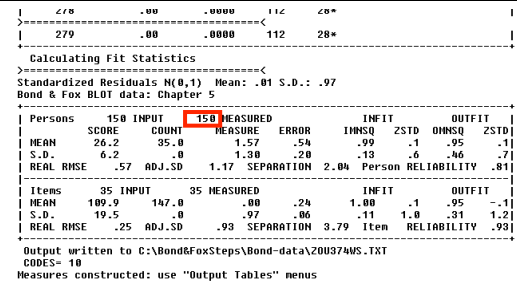 | 278 .00 .0000 112 28* |
>=====================<
| 279 .00 .0000 112 28* |
Calculating Fit Statistics
>=====================<
Standardized Residuals N(0,1) Mean: .01 S.D.: .97
Bond & Fox BLOT data: Chapter 5
| Persons 150 INPUT 150 MEASURED INFIT OUTFIT |
| SCORE COUNT MEASURE ERROR IMNSQ ZSTD OMNSQ ZSTD|
| MEAN 26.2 35.0 1.57 .54 .99 .1 .95 .1|
| S.D. 6.2 .0 1.30 .20 .13 .6 .46 .7|
| REAL RMSE .57 ADJ.SD 1.17 SEPARATION 2.04 Person RELIABILITY .81|
| Items 35 INPUT 35 MEASURED INFIT OUTFIT |
| MEAN 109.9 147.0 .00 .24 1.00 .1 .95 -.1|
| S.D. 19.5 .0 .97 .06 .11 1.0 .31 1.2|
| REAL RMSE .25 ADJ.SD .93 SEPARATION 3.79 Item RELIABILITY .93|
Output written to C:\Bond&FoxSteps\Bond-data\ZOU374WS.TXT
CODES= 10
Measures constructed: use "Output Tables" menus